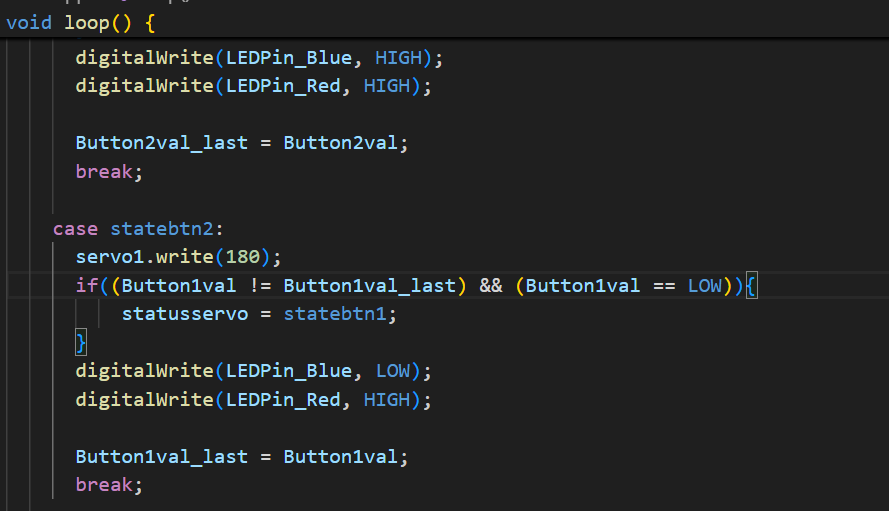 void loop() {
digitalWrite(LEDPin_Blue, HIGH);
digitalWrite(LEDPin_Red, HIGH);
Button2val_last = Button2val;
break;
case statebtn2:
servo1.write(180);
if((Button1val != Button1val_last) && (Button1val == LOW)){
statusservo = statebtn1;
}
digitalWrite(LEDPin_Blue, LOW);
digitalWrite(LEDPin_Red, HIGH);
Button1val_last = Button1val;
break;